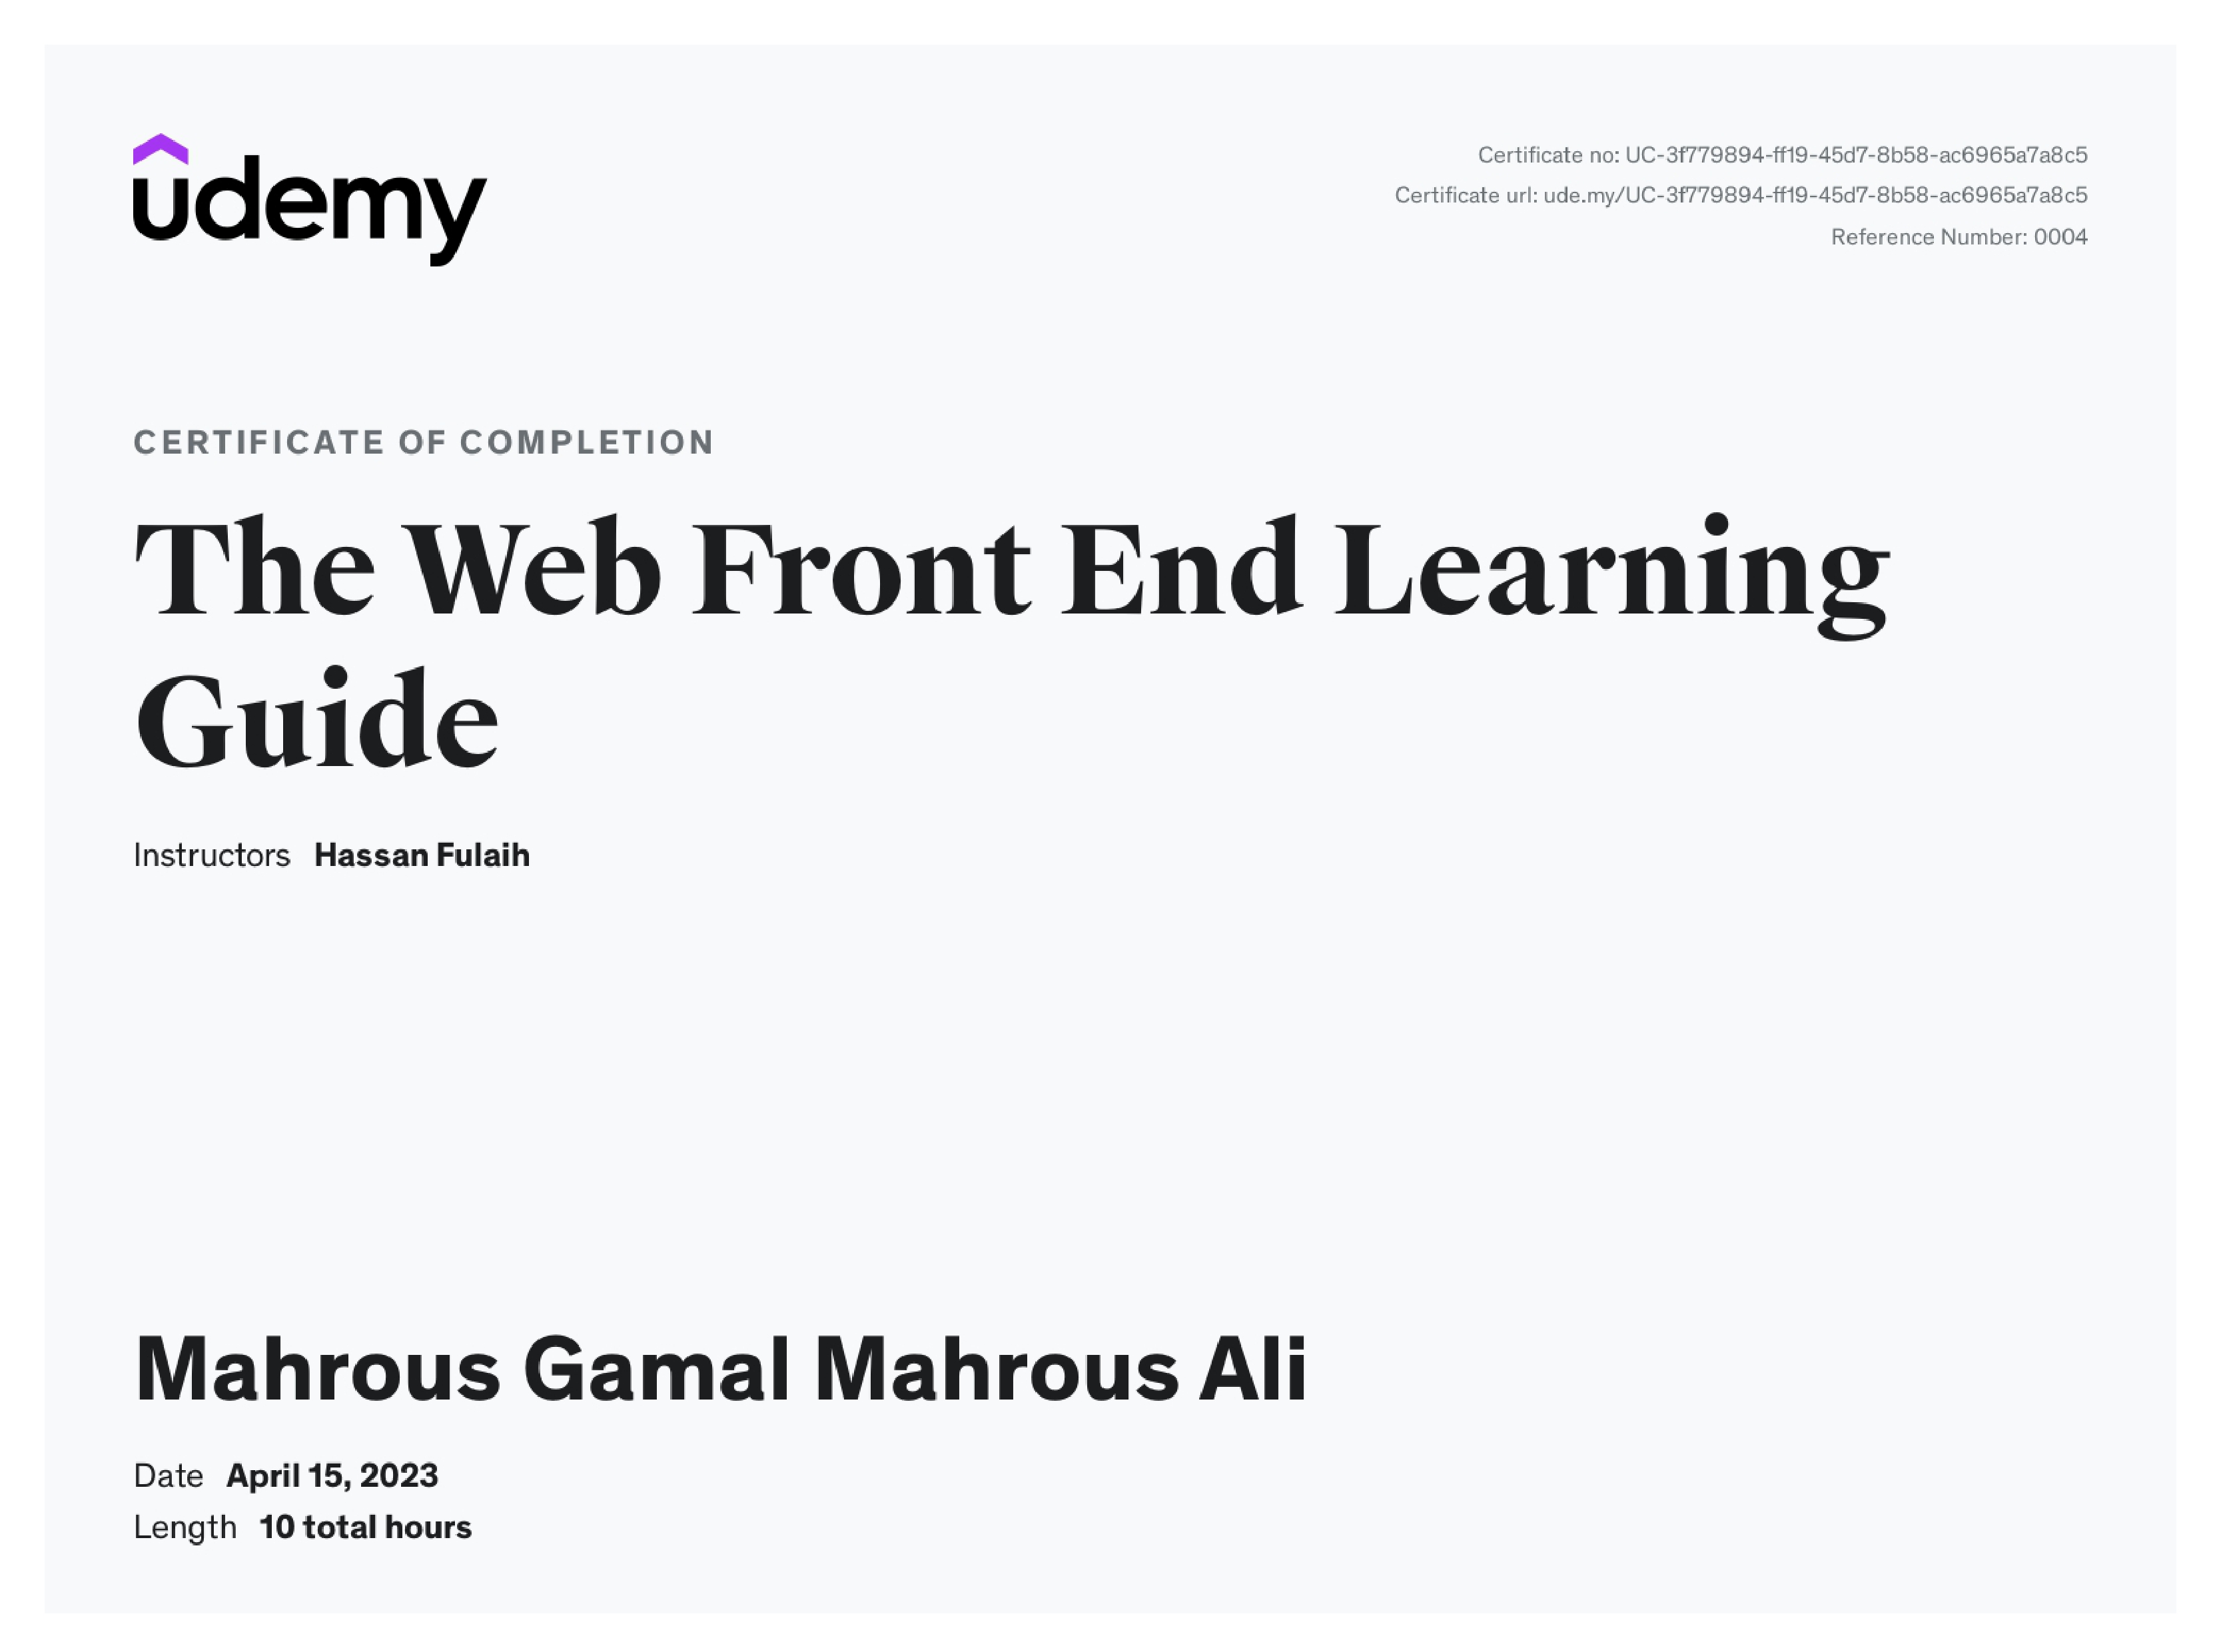 udemy
Certificate no: UC-3f779894-ff19-45d7-8b58-ac6965a7a8c5
Certificate url: ude.my/UC-3f779894-ff19-45d7-8b58-ac6965a7a8c5
Reference Number: 0004
CERTIFICATE OF COMPLETION
The Web Front End Learning
Guide
Instructors Hassan Fulaih
Mahrous Gamal Mahrous Ali
Date April 15, 2023
Length 10 total hours